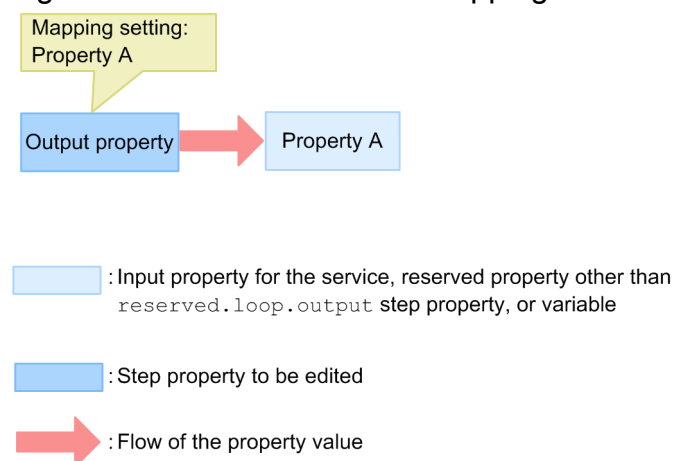 Mapping setting:
Property A
Output property
Property A
: Input property for the service, reserved property other than
reserved.loop.output step property, or variable
: Step property to be edited
: Flow of the property value